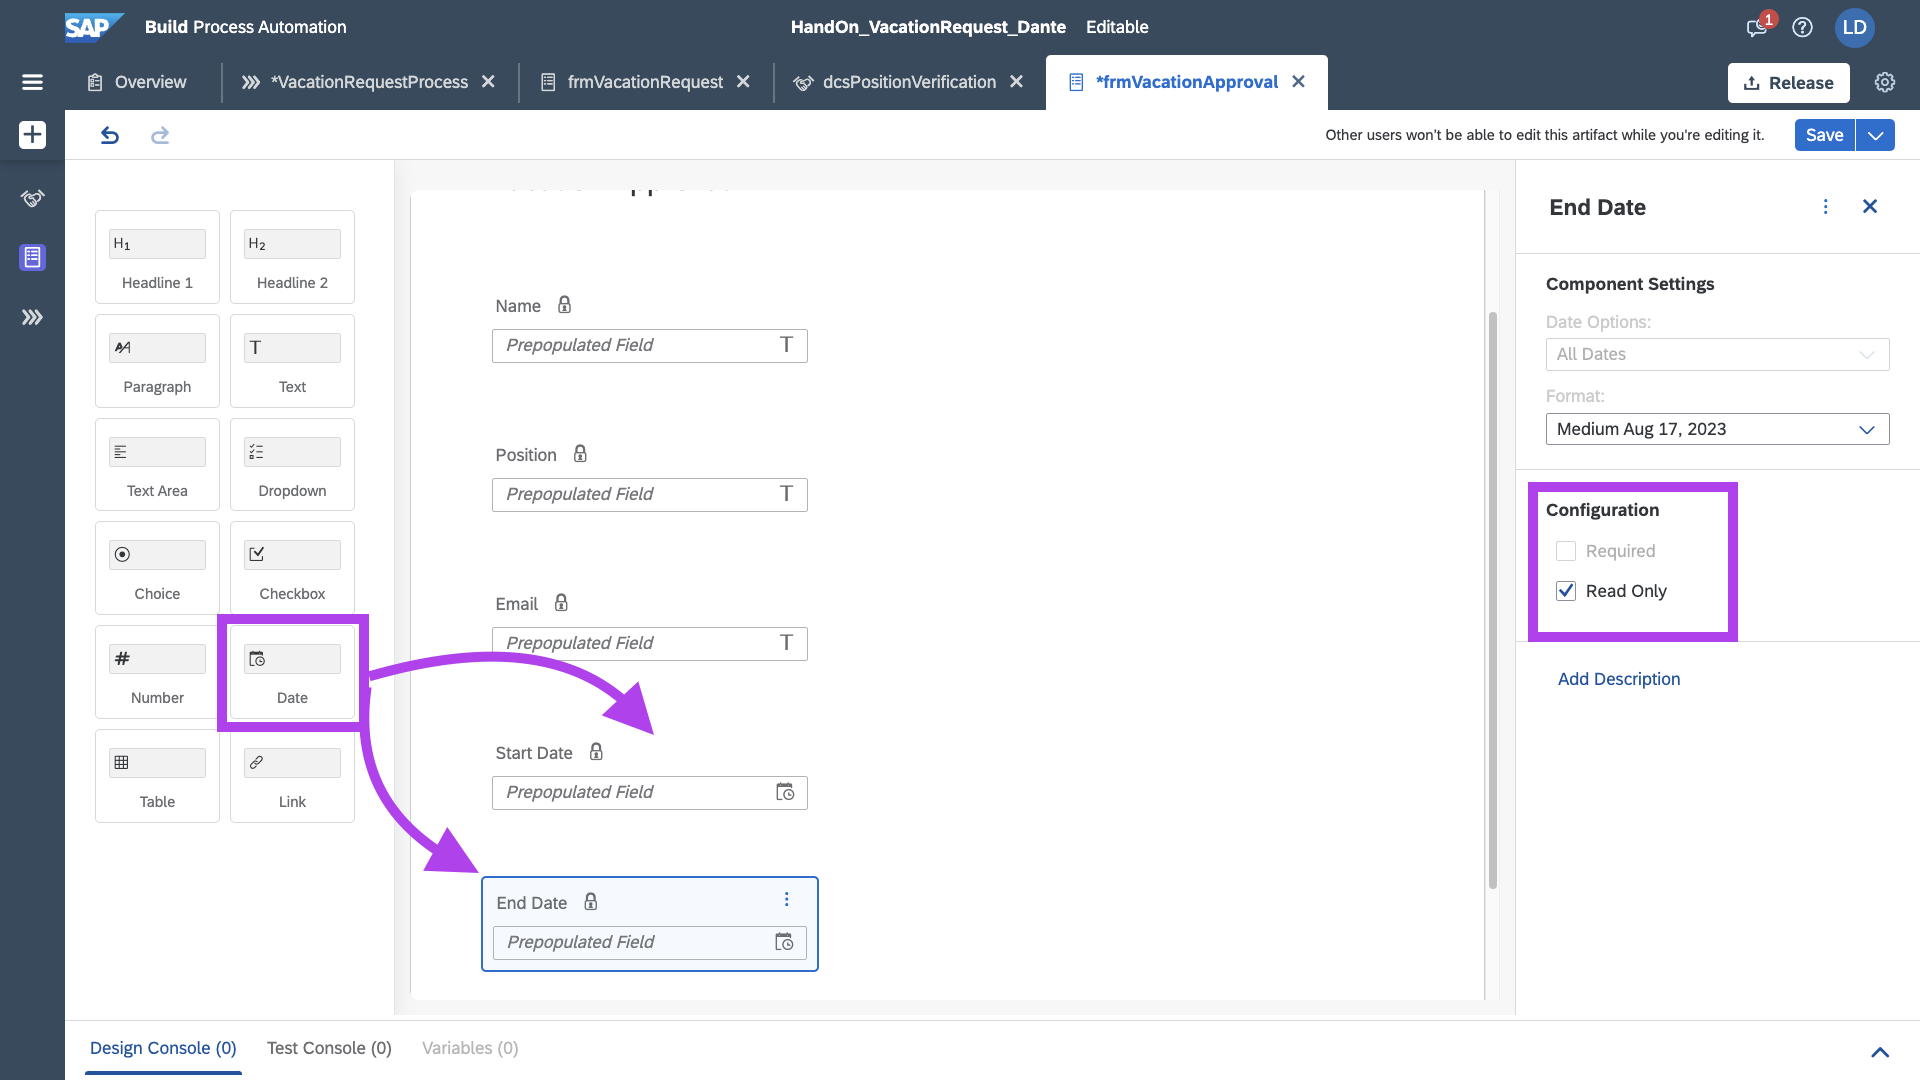 SAP Build Process Automation
HandOn_VacationRequest_Dante Editable
1
LD
Overview
*VacationRequestProcess
frmVacationRequest
dcsPositionVerification
*frmVacationApproval
Release
Other users won't be able to edit this artifact while you're editing it.
Save
H1
Headline 1
H2
Headline 2
Paragraph
T
Text
Text Area
Dropdown
Choice
Checkbox
#
Number
Date
Table
Link
Name
Prepopulated Field T
Position
Prepopulated Field T
Email
Prepopulated Field T
Start Date
Prepopulated Field
End Date
Prepopulated Field
End Date
Component Settings
Date Options:
All Dates
Format:
Medium Aug 17, 2023
Configuration
Required
Read Only
Add Description
Design Console (0) Test Console (0) Variables (0)